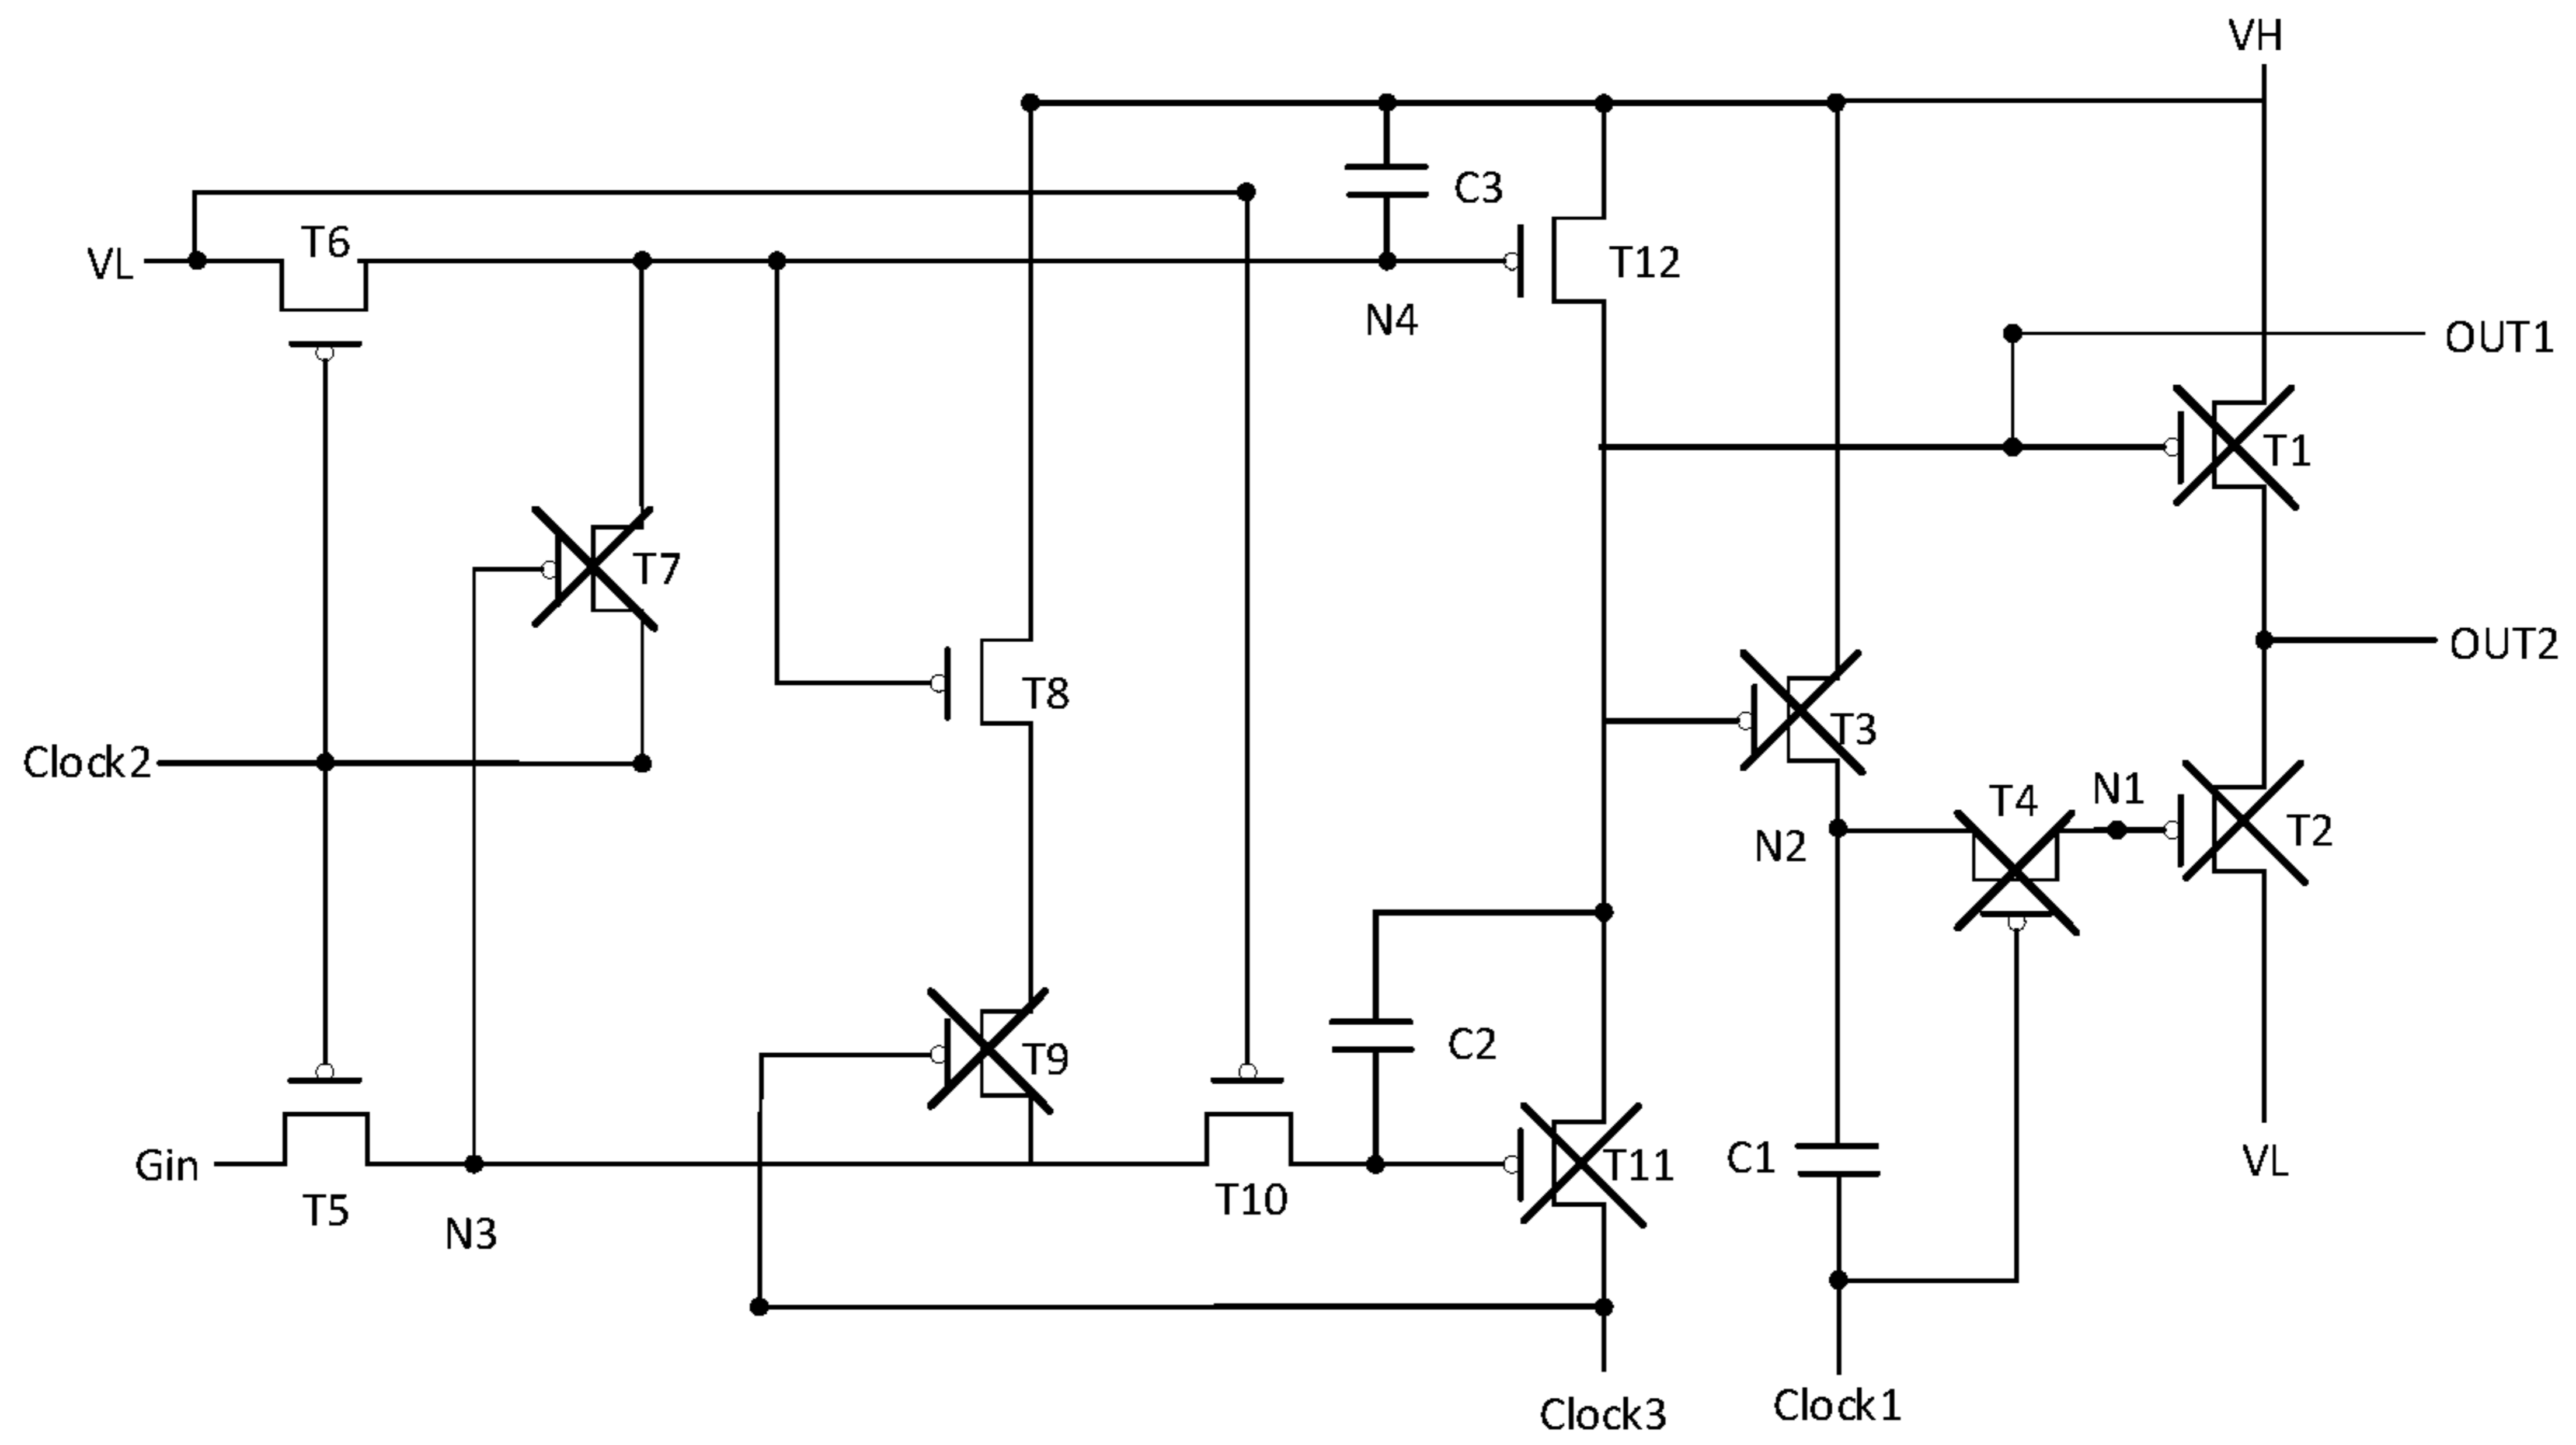 VH
C3
T6
VL
T12
N4
OUT1
T1
T7
OUT2
T8
T3
Clock2
T4
N1
N2
T2
C2
T9
C1
VL
Gin
T10
T11
T5
N3
Clock3
Clock1